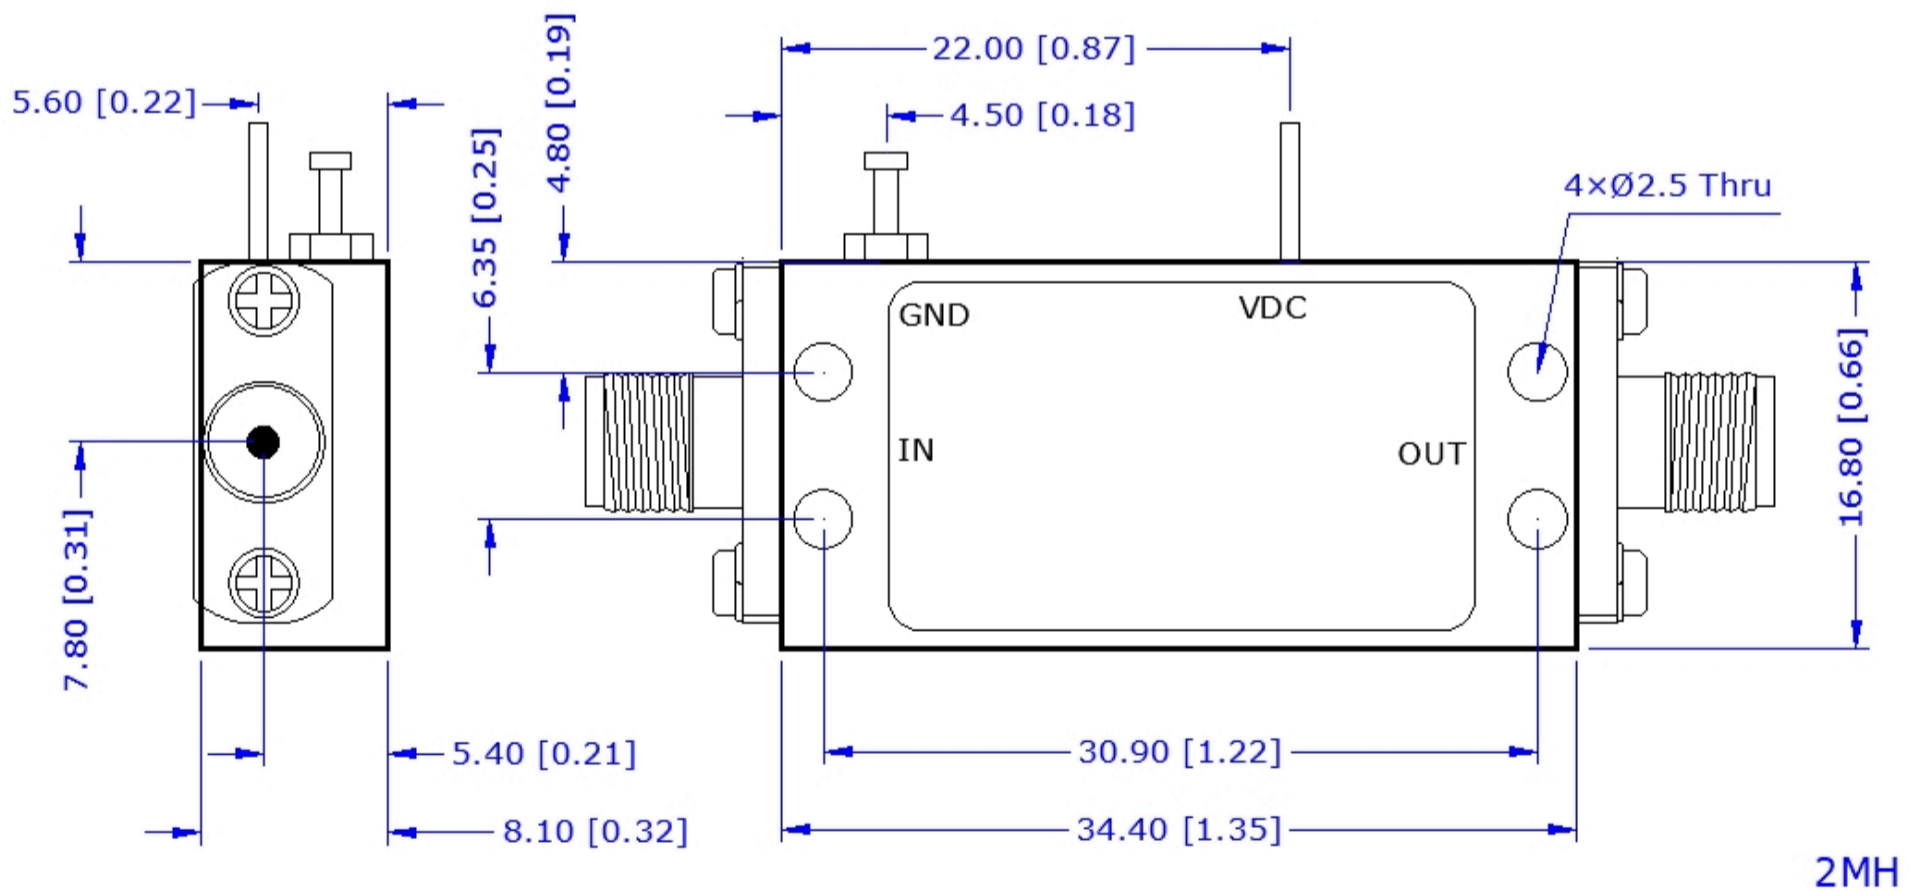 22.00 [0.87]
5.60 [0.22]
4.80 [0.19]
4.50 [0.18]
6.35 [0.25]
4×Ø2.5 Thru
GND
VDC
16.80 [0.66]
IN
OUT
7.80 [0.31]
5.40 [0.21]
30.90 [1.22]
8.10 [0.32]
34.40 [1.35]
2MH